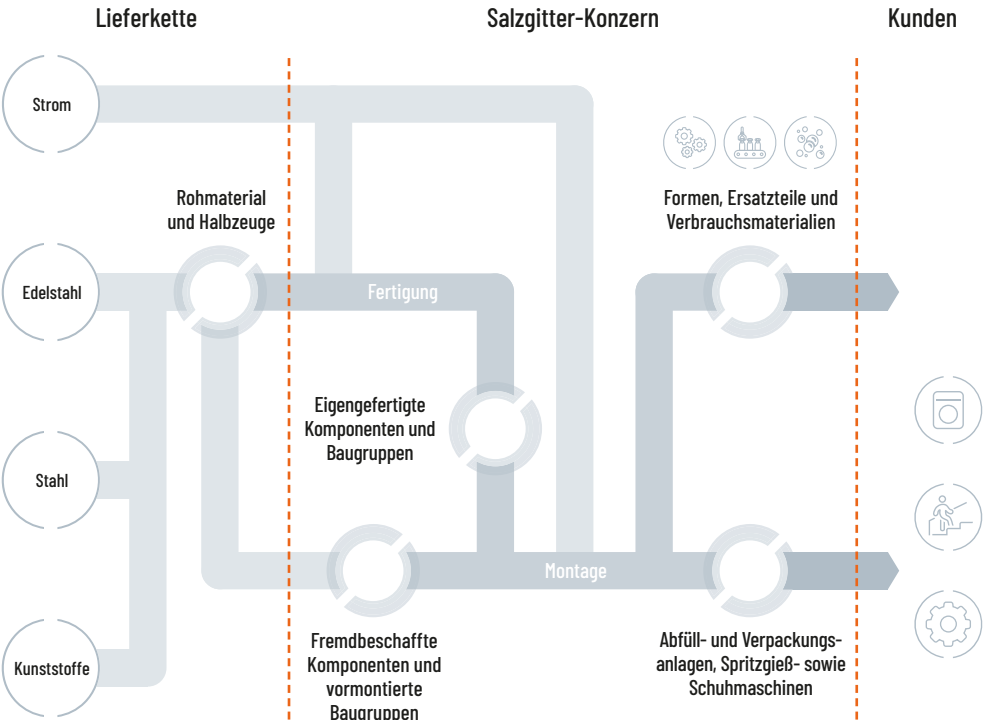 Lieferkette
Salzgitter-Konzern
Kunden
Strom
Rohmaterial
und Halbzeuge
Formen, Ersatzteile und
Verbrauchsmaterialien
Edelstahl
Fertigung
Eigengefertigte
Komponenten und
Baugruppen
Stahl
Montage
Fremdbeschaffte
Komponenten und
vormontierte
Baugruppen
Abfüll- und Verpackungs-
anlagen, Spritzgieß- sowie
Schuhmaschinen
Kunststoffe